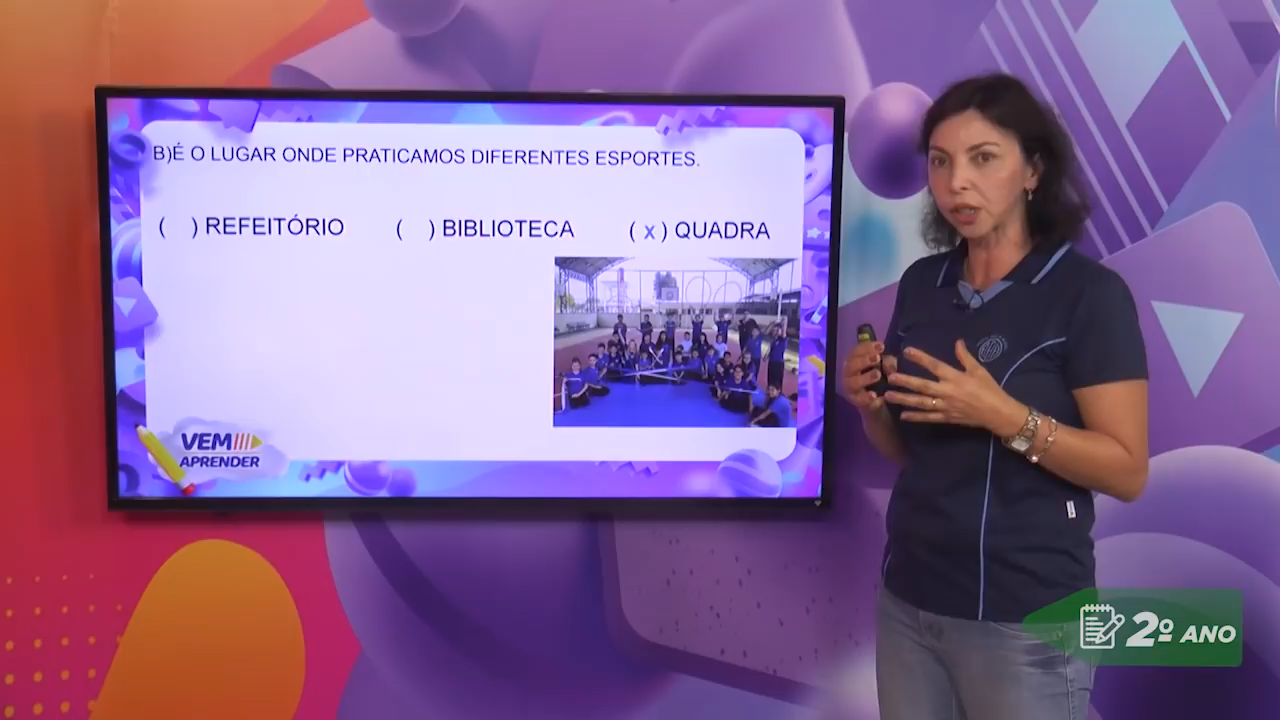 B)É O LUGAR ONDE PRATICAMOS DIFERENTES ESPORTES.
( ) REFEITÓRIO ( ) BIBLIOTECA ( x ) QUADRA
VEM
APRENDER
2º ANO